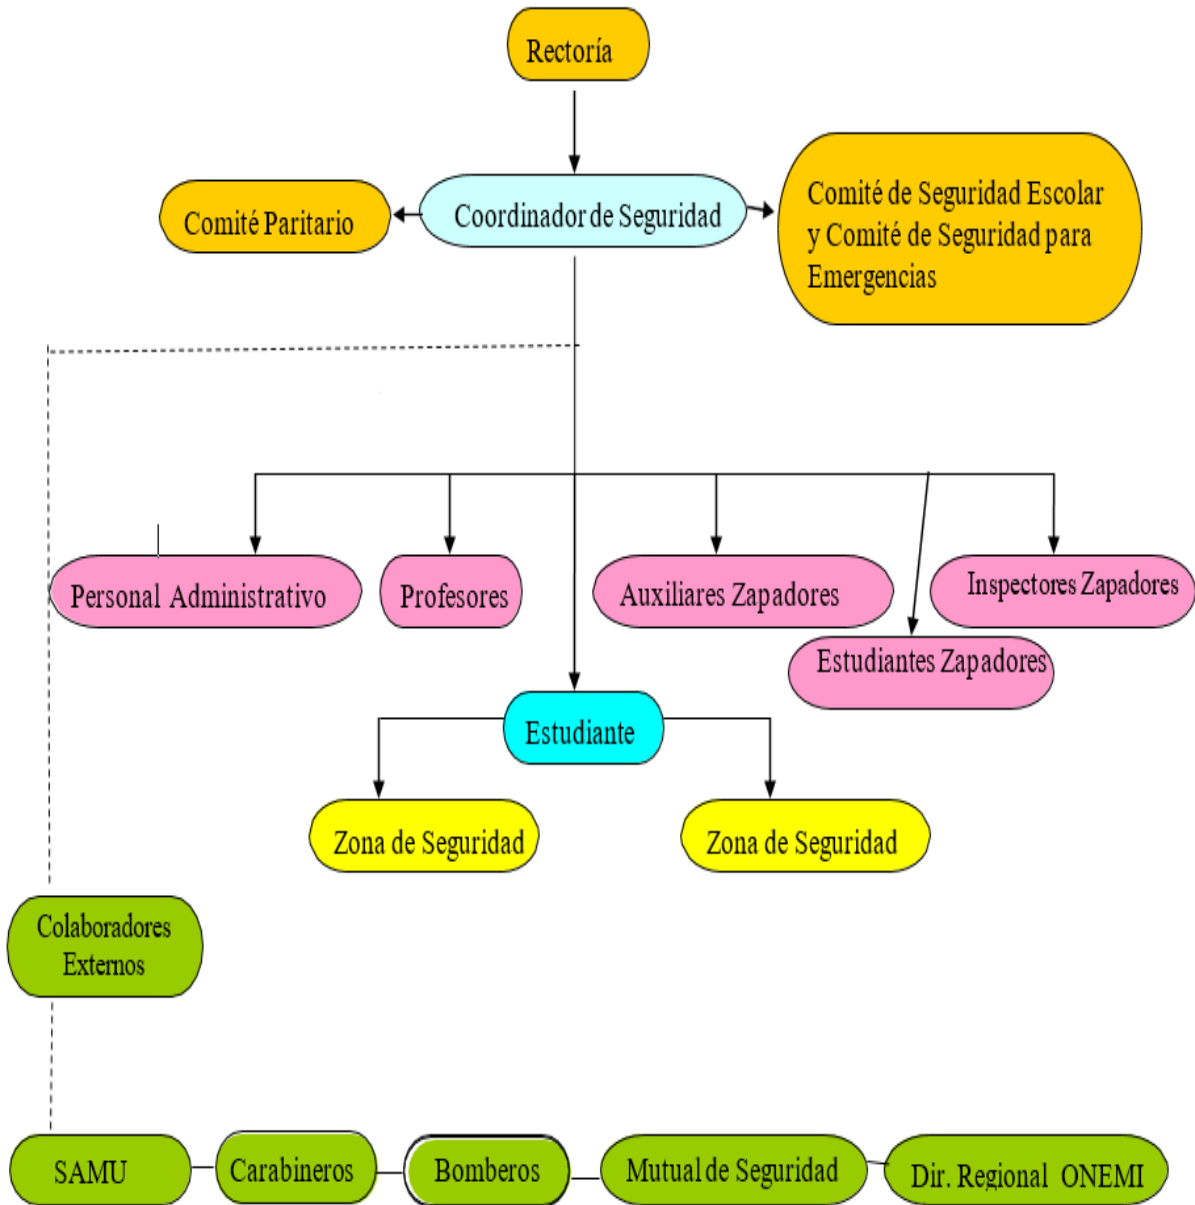 Rectoría
Comité Paritario
Coordinador de Seguridad
Comité de Seguridad Escolar
y Comité de Seguridad para
Emergencias
Personal Administrativo
Profesores
Auxiliares Zapadores
Inspectores Zapadores
Estudiantes Zapadores
Estudiante
Zona de Seguridad
Zona de Seguridad
Colaboradores
Externos
SAMU
Carabineros
Bomberos
Mutual de Seguridad
Dir. Regional ONEMI